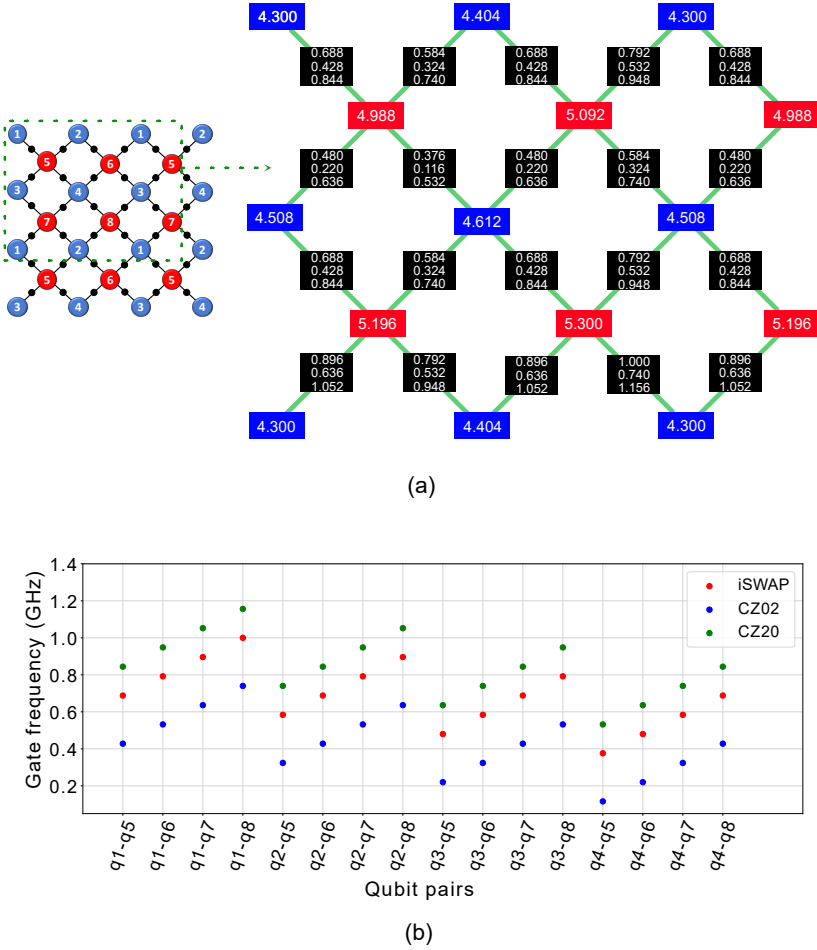 4.300 4.404 4.300
0.688 0.584 0.688 0.792 0.688
0.428 0.324 0.428 0.532 0.428
0.844 0.740 0.844 0.948 0.844
4.988 5.092 4.988
0.480 0.376 0.480 0.584 0.480
0.220 0.116 0.220 0.324 0.220
0.636 0.532 0.636 0.740 0.636
4.508 4.612 4.508
0.688 0.584 0.688 0.792 0.688
0.428 0.324 0.428 0.532 0.428
0.844 0.740 0.844 0.948 0.844
5.196 5.300 5.196
0.896 0.792 0.896 1.000 0.896
0.636 0.532 0.636 0.740 0.636
1.052 0.948 1.052 1.156 1.052
4.300 4.404 4.300
1 2 1 2
5 6 5
3 4 3 4
7 8 7
1 2 1 2
5 6 5
3 4 3 4
(a)
Gate frequency (GHz)
1.4
1.2
1.0
0.8
0.6
0.4
0.2
iSWAP
CZ02
CZ20
q1-q5 q1-q6 q1-q7 q1-q8 q2-q5 q2-q6 q2-q7 q2-q8 q3-q5 q3-q6 q3-q7 q3-q8 q4-q5 q4-q6 q4-q7 q4-q8
Qubit pairs
(b)